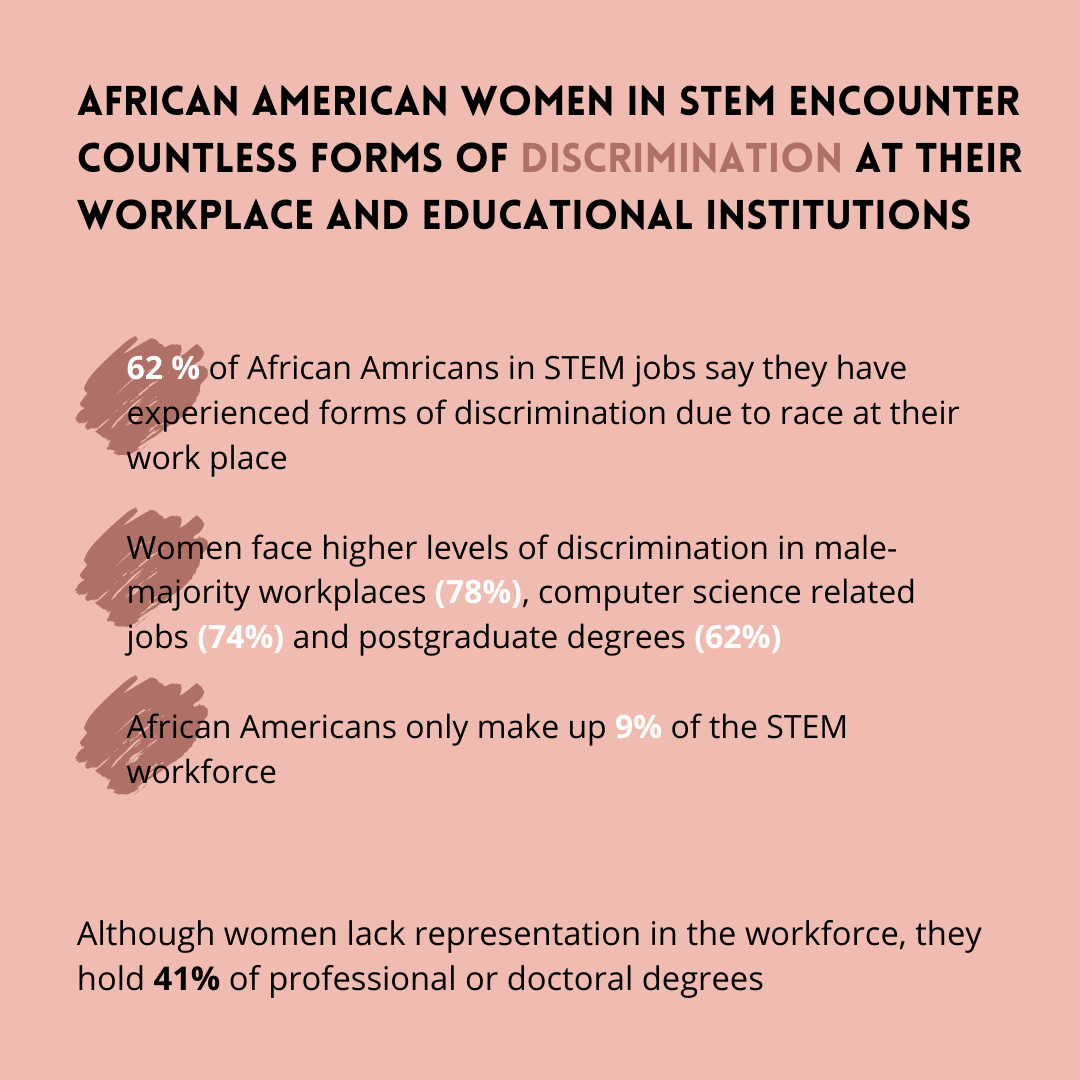 AFRICAN AMERICAN WOMEN IN STEM ENCOUNTER
COUNTLESS FORMS OF DISCRIMINATION AT THEIR
WORKPLACE AND EDUCATIONAL INSTITUTIONS
62 % of African Amricans in STEM jobs say they have
experienced forms of discrimination due to race at their
work place
Women face higher levels of discrimination in male-
majority workplaces (78%), computer science related
jobs (74%) and postgraduate degrees (62%)
African Americans only make up 9% of the STEM
workforce
Although women lack representation in the workforce, they
hold 41% of professional or doctoral degrees